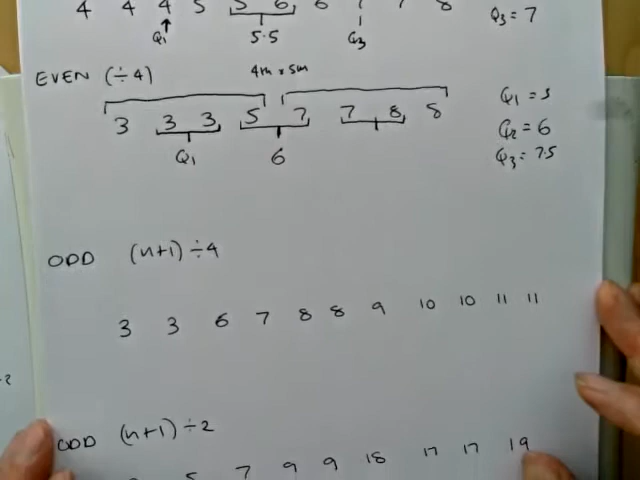 4 4 4 5 5 6 6 7 7 8
Q₁ 5.5 Q₃
Q₃ = 7
EVEN (÷4)
3 3 3 5 7 7 8 8
Q₁ 6
Q₁ = 3
Q₂ = 6
Q₃ = 7.5
ODD (n+1) ÷4
3 3 6 7 8 8 9 10 10 11 11
ODD (n+1) ÷2
5 7 9 9 18 17 17 19